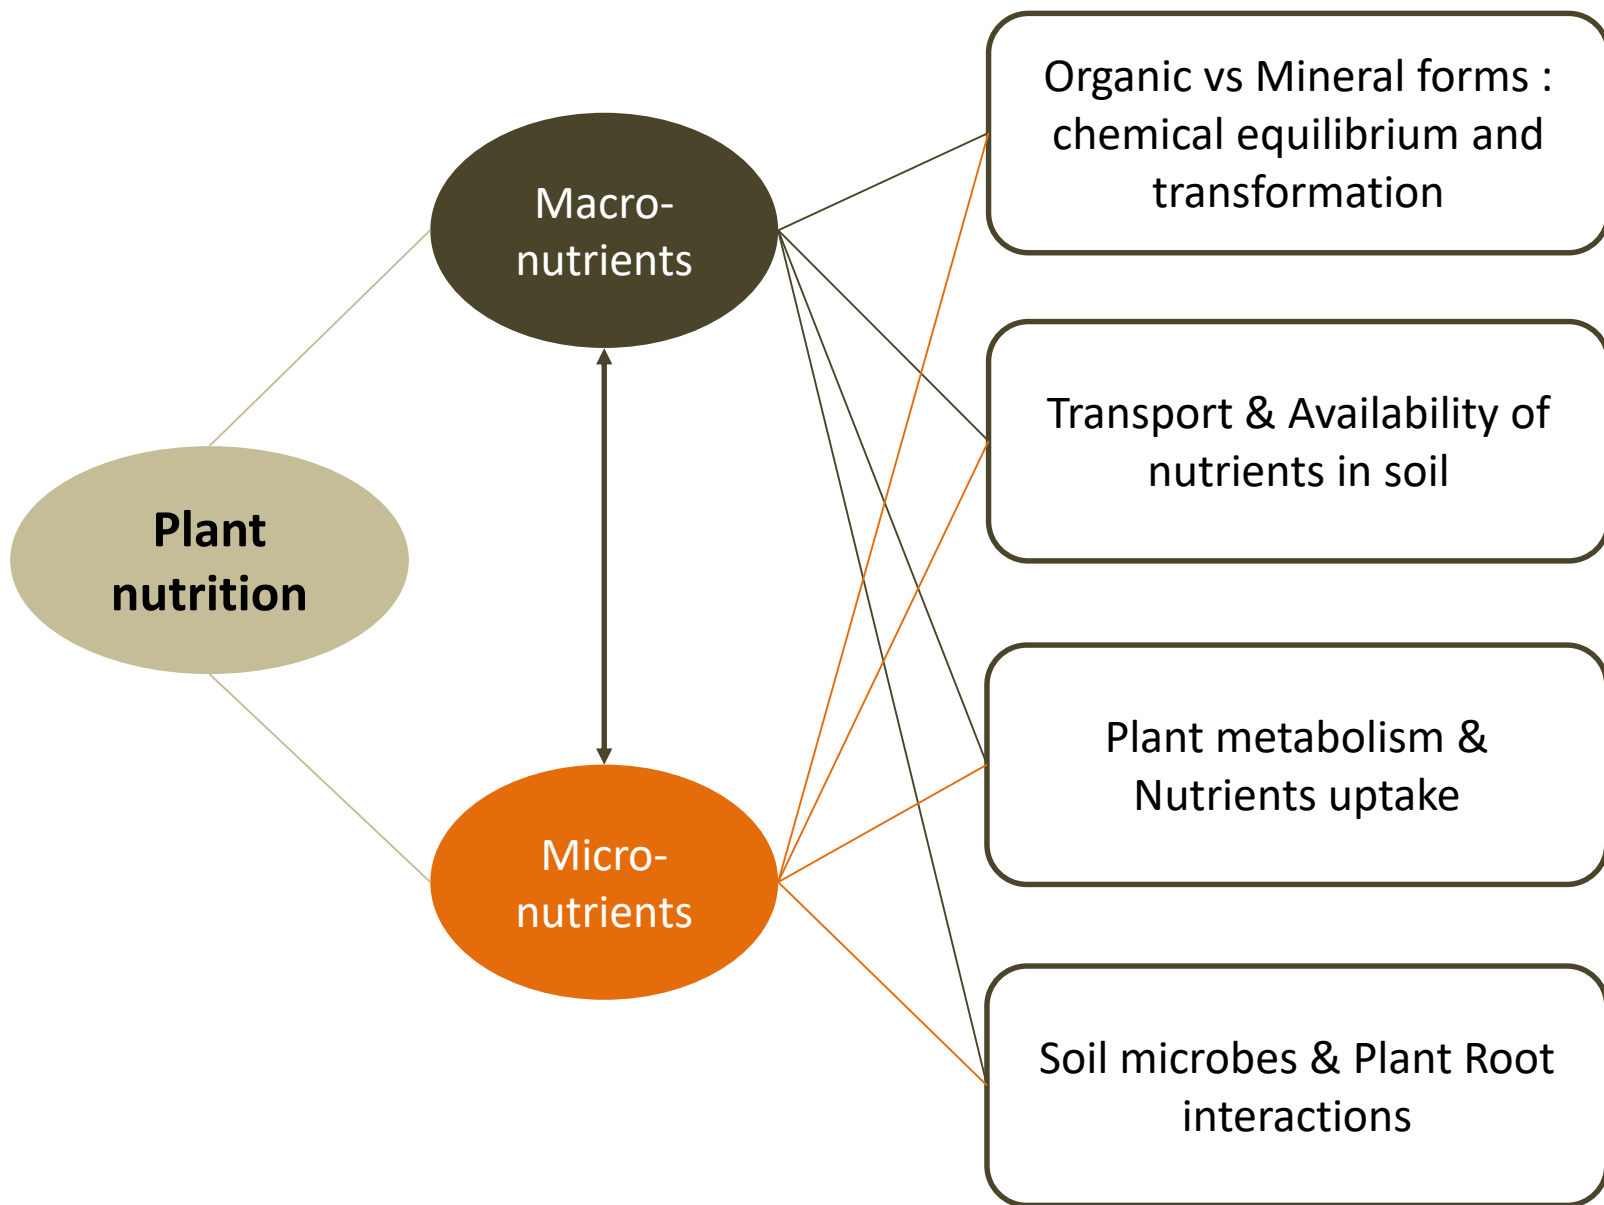 Plant
nutrition
Macro-
nutrients
Micro-
nutrients
Organic vs Mineral forms :
chemical equilibrium and
transformation
Transport & Availability of
nutrients in soil
Plant metabolism &
Nutrients uptake
Soil microbes & Plant Root
interactions